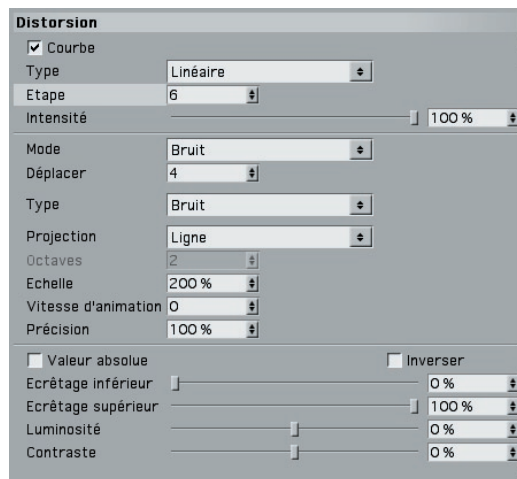 Distorsion
Courbe
Type Linéaire
Etape 6
Intensité 100 %
Mode Bruit
Déplacer 4
Type Bruit
Projection Ligne
Octaves 2
Echelle 200 %
Vitesse d'animation 0
Précision 100 %
Valeur absolue Inverser
Ecrêtage inférieur 0 %
Ecrêtage supérieur 100 %
Luminosité 0 %
Contraste 0 %